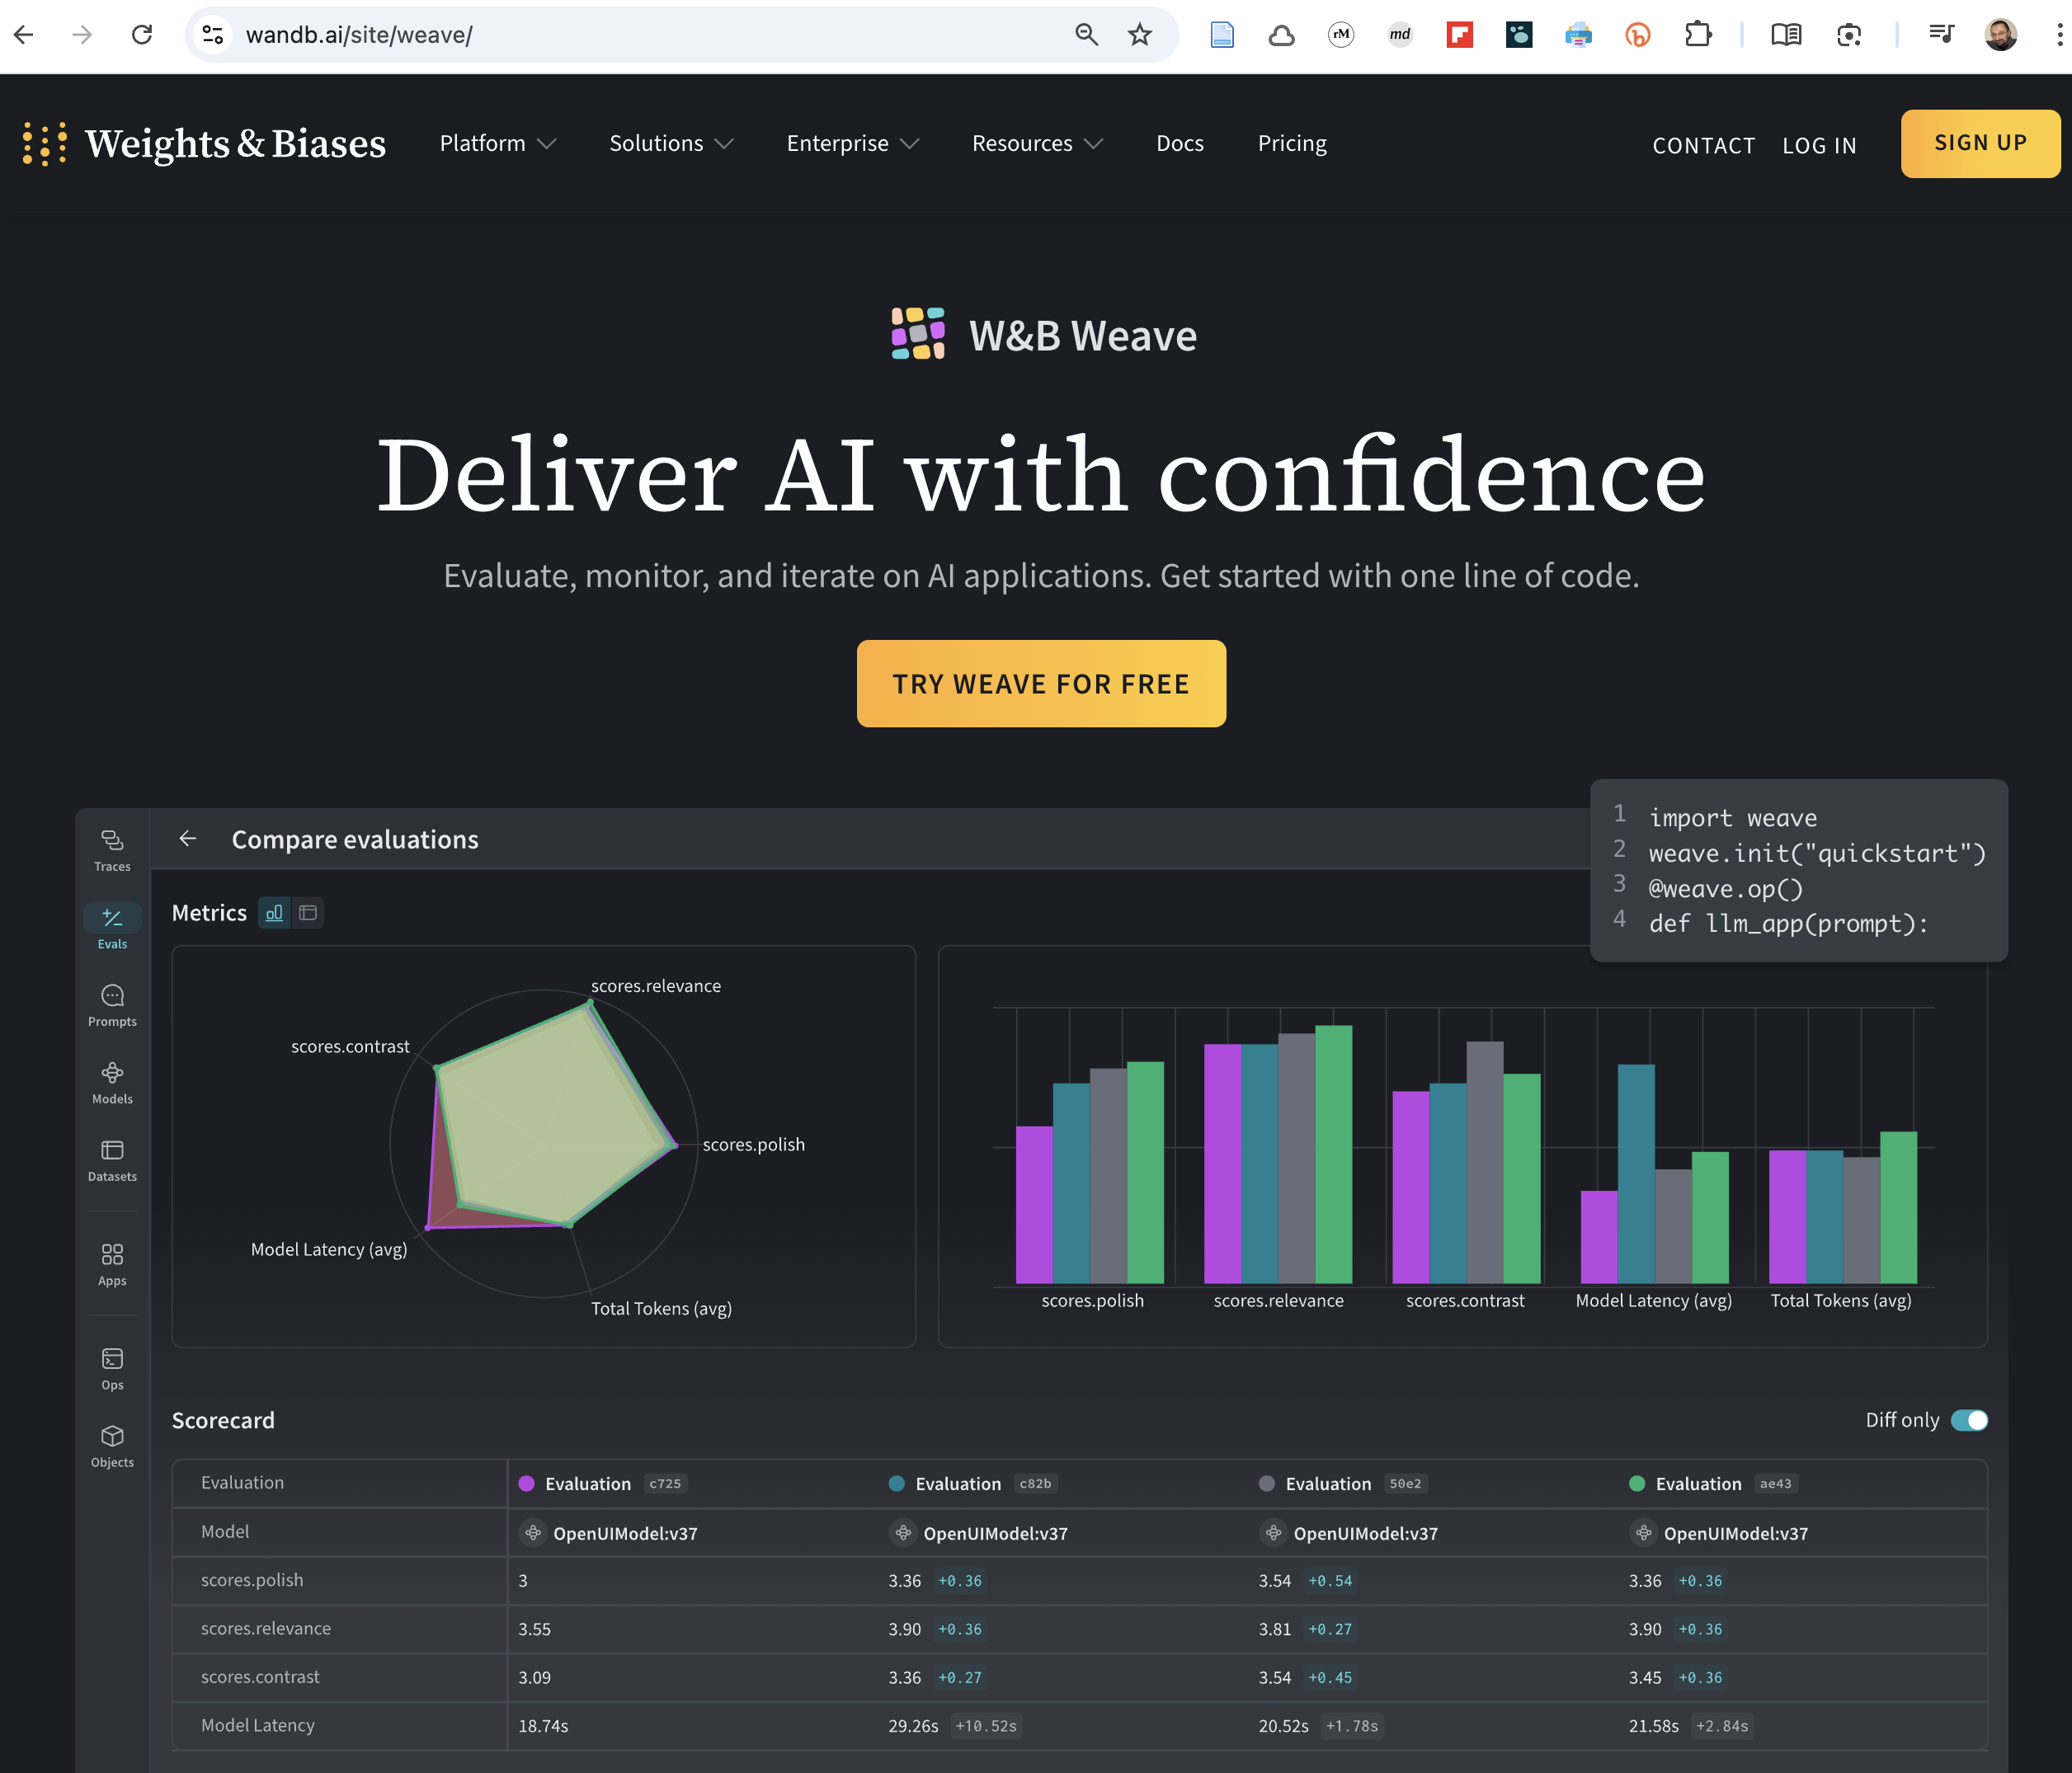 wandb.ai/site/weave/
rM
md
Weights & Biases
Platform
Solutions
Enterprise
Resources
Docs
Pricing
CONTACT
LOG IN
SIGN UP
W&B Weave
Deliver AI with confidence
Evaluate, monitor, and iterate on AI applications. Get started with one line of code.
TRY WEAVE FOR FREE
1 import weave
2 weave.init("quickstart")
3 @weave.op()
4 def llm_app(prompt):
Traces
Evals
Prompts
Models
Datasets
Apps
Ops
Objects
Compare evaluations
Metrics
scores.relevance
scores.contrast
scores.polish
Model Latency (avg)
Total Tokens (avg)
scores.polish
scores.relevance
scores.contrast
Model Latency (avg)
Total Tokens (avg)
Scorecard
Diff only
Evaluation Evaluation c725 Evaluation c82b Evaluation 50e2 Evaluation ae43
Model OpenUIModel:v37 OpenUIModel:v37 OpenUIModel:v37 OpenUIModel:v37
scores.polish 3 3.36 +0.36 3.54 +0.54 3.36 +0.36
scores.relevance 3.55 3.90 +0.36 3.81 +0.27 3.90 +0.36
scores.contrast 3.09 3.36 +0.27 3.54 +0.45 3.45 +0.36
Model Latency 18.74s 29.26s +10.52s 20.52s +1.78s 21.58s +2.84s